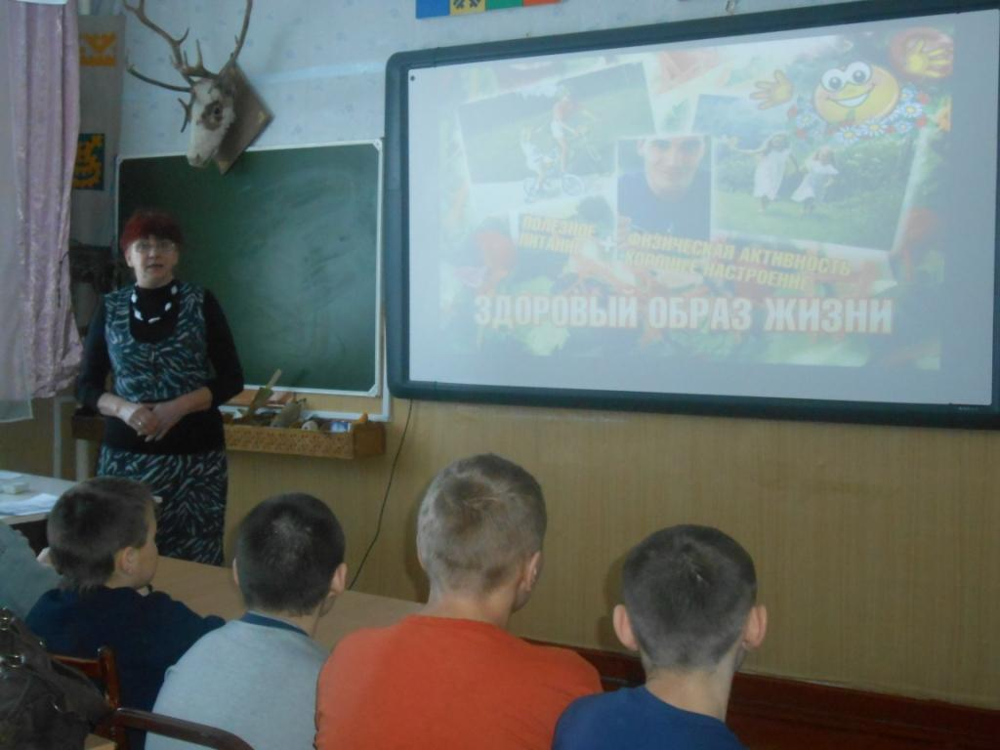 ПОЛЕЗНОЕ
ПИТАНИЕ
+
ФИЗИЧЕСКАЯ АКТИВНОСТЬ
ХОРОШЕЕ НАСТРОЕНИЕ
ЗДОРОВЫЙ ОБРАЗ ЖИЗНИ